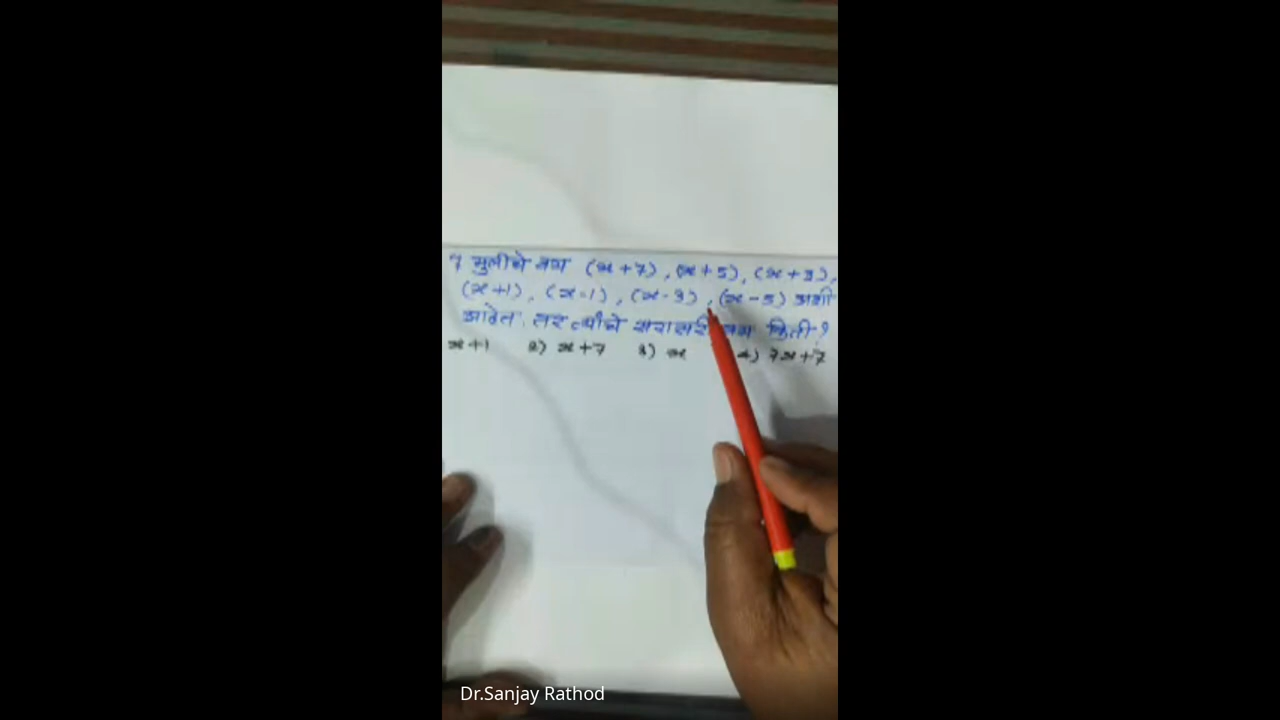 ७ मुलींचे वय (x+7), (x+5), (x+3),
(x+1), (x-1), (x-3), (x-5) अशी
आहेत. तर त्यांचे सरासरी वय किती?
x+1 2) x+7 3) x 4) 7x+7
Dr.Sanjay Rathod